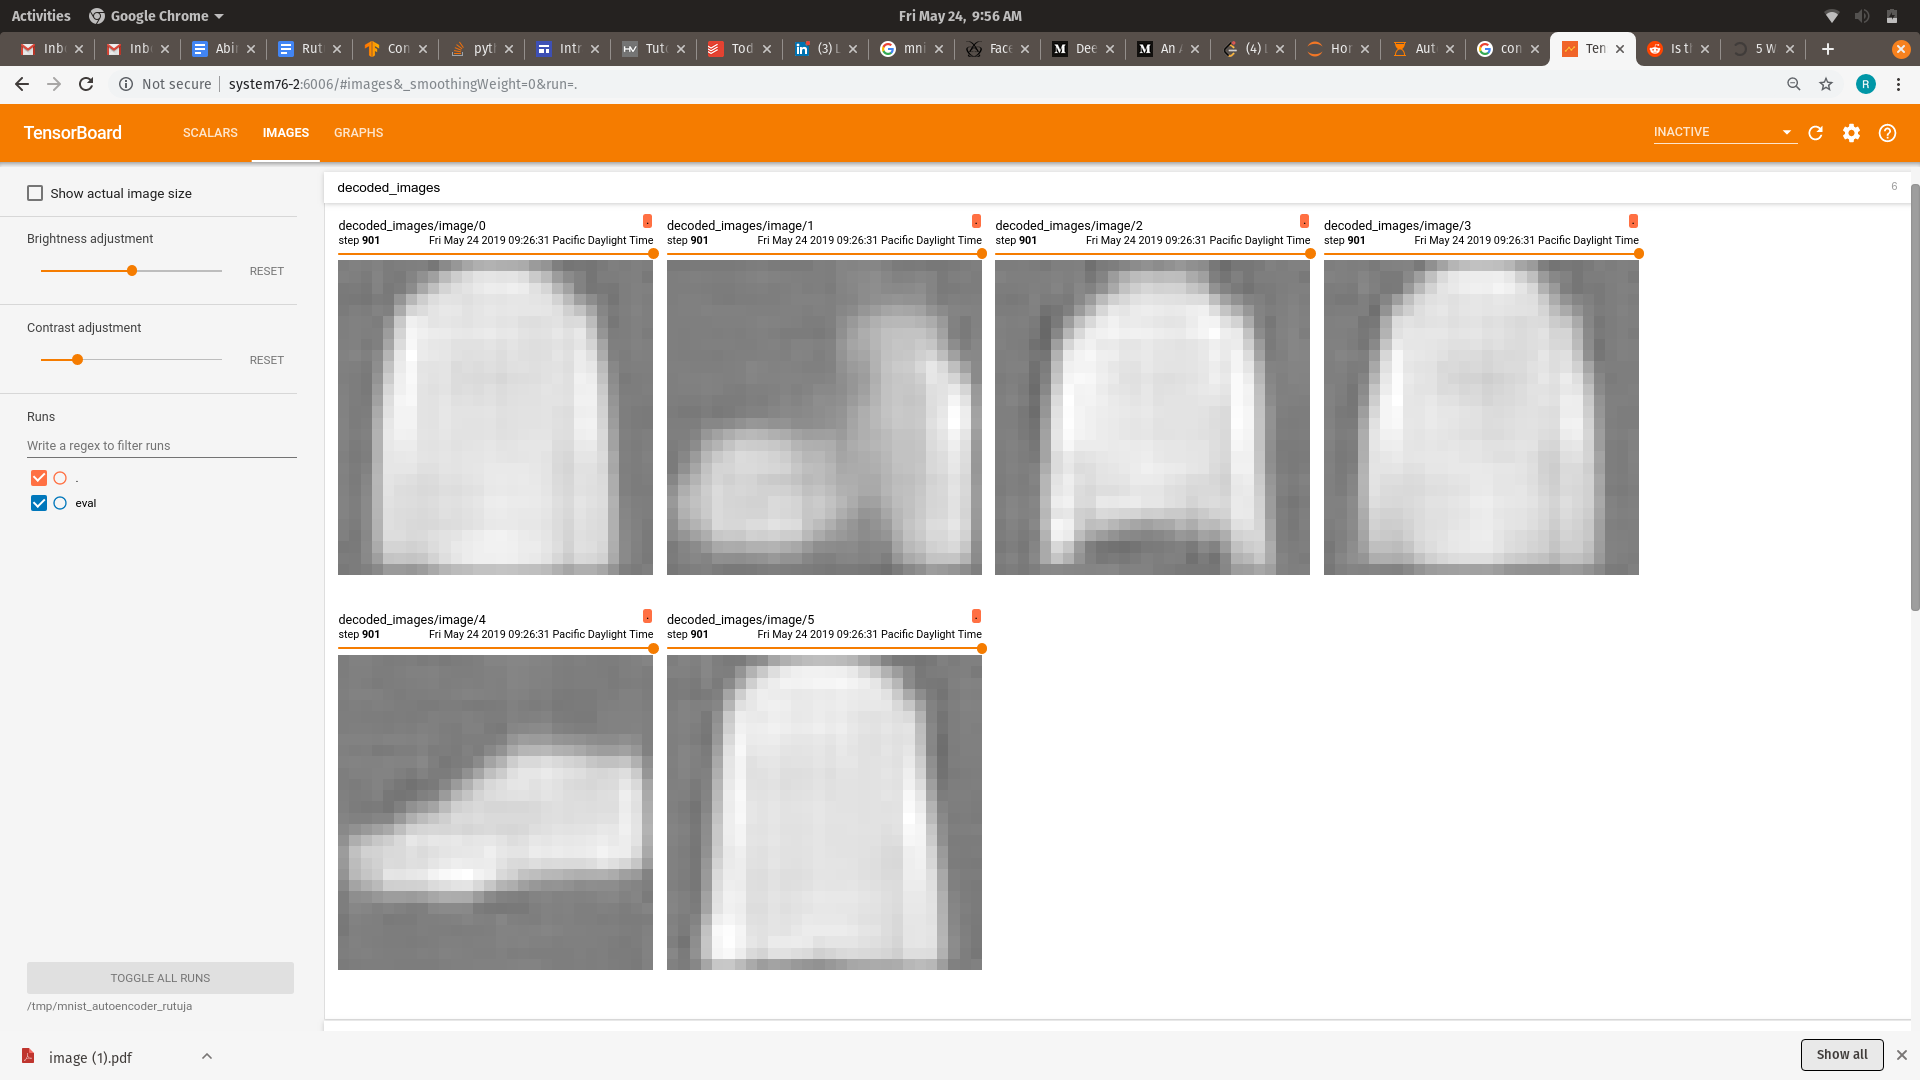 Activities Google Chrome Fri May 24, 9:56 AM
Inb Inb Abi Rut Con pyt Intr HV Tut Tod in (3) L mni Face M Dee M An (4) Hor Aut con Ten Is t 5 W
Not secure system76-2:6006/#images&_smoothingWeight=0&run=. R
TensorBoard SCALARS IMAGES GRAPHS INACTIVE
Show actual image size
Brightness adjustment
RESET
Contrast adjustment
RESET
Runs
Write a regex to filter runs
.
eval
TOGGLE ALL RUNS
/tmp/mnist_autoencoder_rutuja
decoded_images 6
decoded_images/image/0 .
step 901 Fri May 24 2019 09:26:31 Pacific Daylight Time
decoded_images/image/1 .
step 901 Fri May 24 2019 09:26:31 Pacific Daylight Time
decoded_images/image/2 .
step 901 Fri May 24 2019 09:26:31 Pacific Daylight Time
decoded_images/image/3 .
step 901 Fri May 24 2019 09:26:31 Pacific Daylight Time
decoded_images/image/4 .
step 901 Fri May 24 2019 09:26:31 Pacific Daylight Time
decoded_images/image/5 .
step 901 Fri May 24 2019 09:26:31 Pacific Daylight Time
image (1).pdf Show all